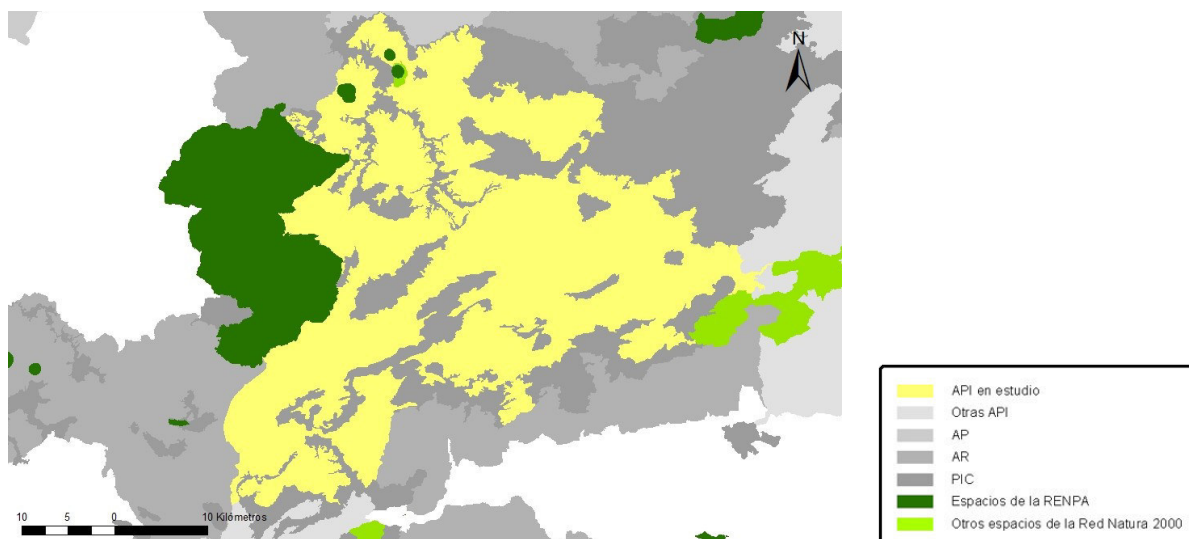 N
10 5 0 10 Kilómetros
API en estudio
Otras API
AP
AR
PIC
Espacios de la RENPA
Otros espacios de la Red Natura 2000